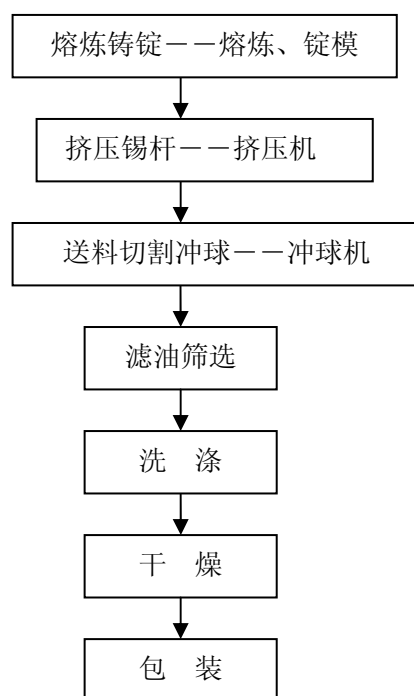 熔炼铸锭－－熔炼、锭模
挤压锡杆－－挤压机
送料切割冲球－－冲球机
滤油筛选
洗　涤
干　燥
包　装